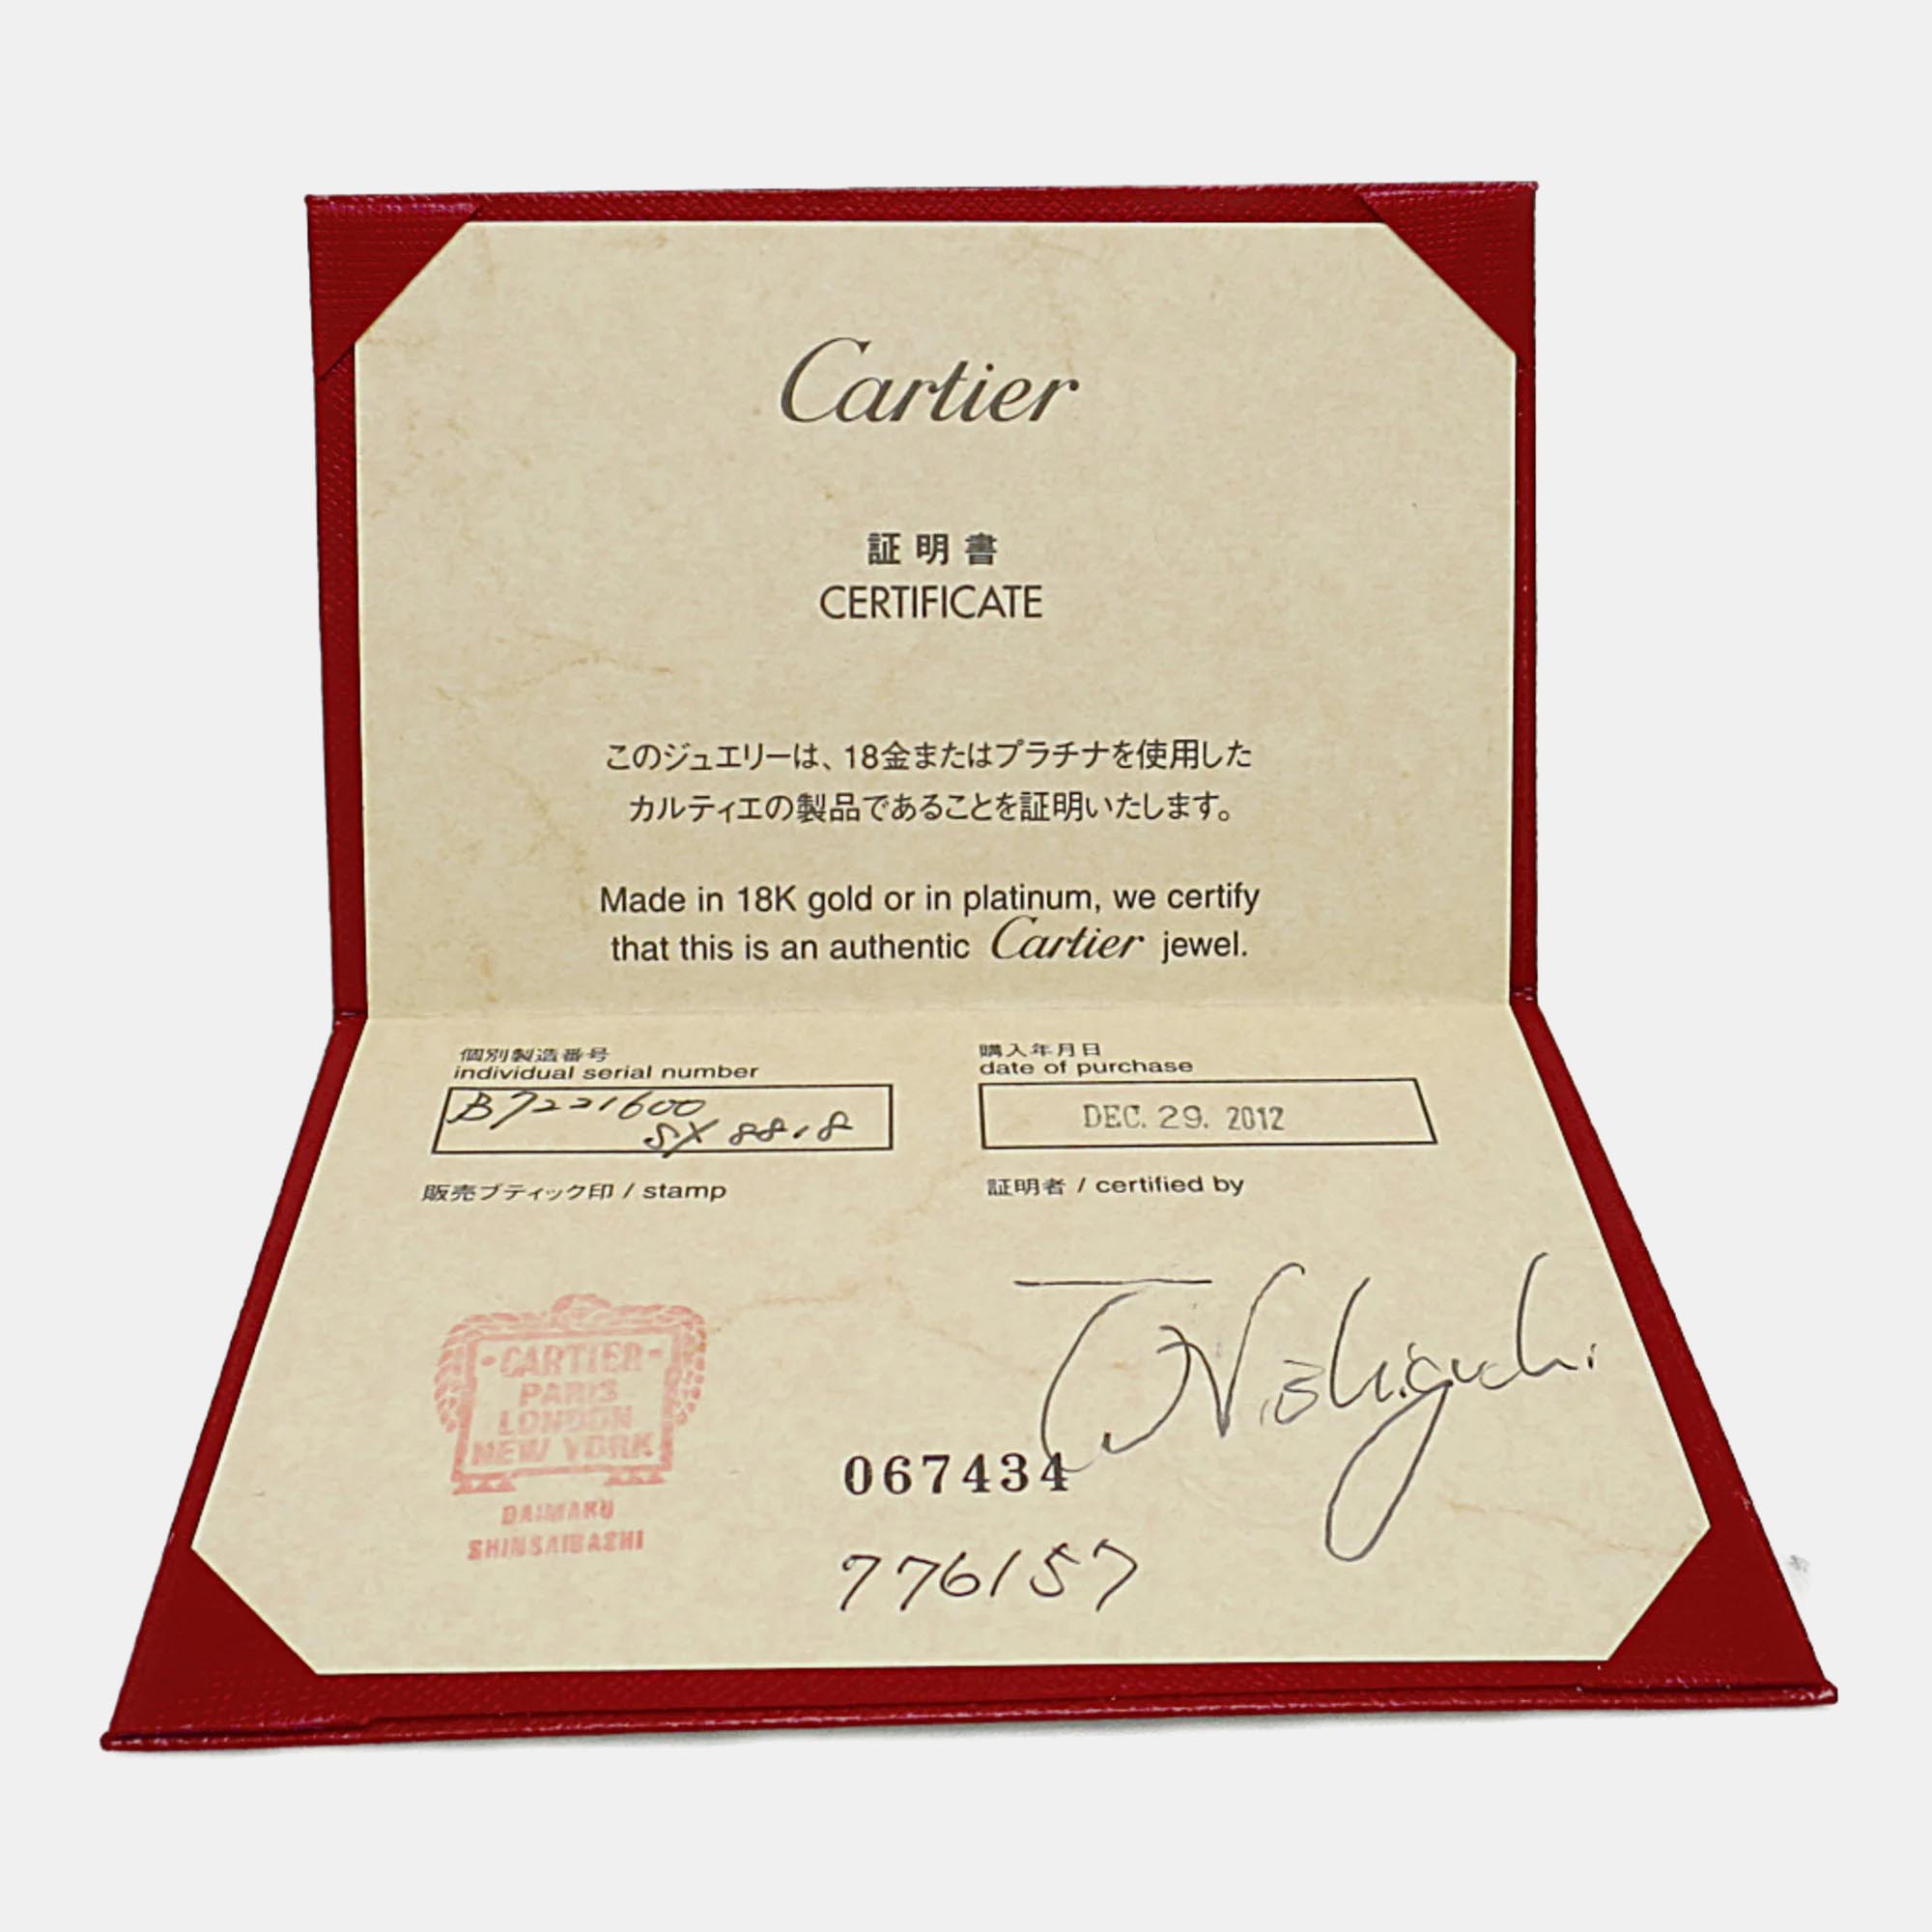 Cartier
証明書
CERTIFICATE
このジュエリーは、18金またはプラチナを使用した
カルティエの製品であることを証明いたします。
Made in 18K gold or in platinum, we certify
that this is an authentic Cartier jewel.
個別製造番号
individual serial number
B7221600
SX8818
購入年月日
date of purchase
DEC. 29. 2012
販売ブティック印 / stamp
証明者 / certified by
·CARTIER·
PARIS
LONDON
NEW YORK
DAIMARU
SHINSAIBASHI
T. Nishiguchi
067434
776157